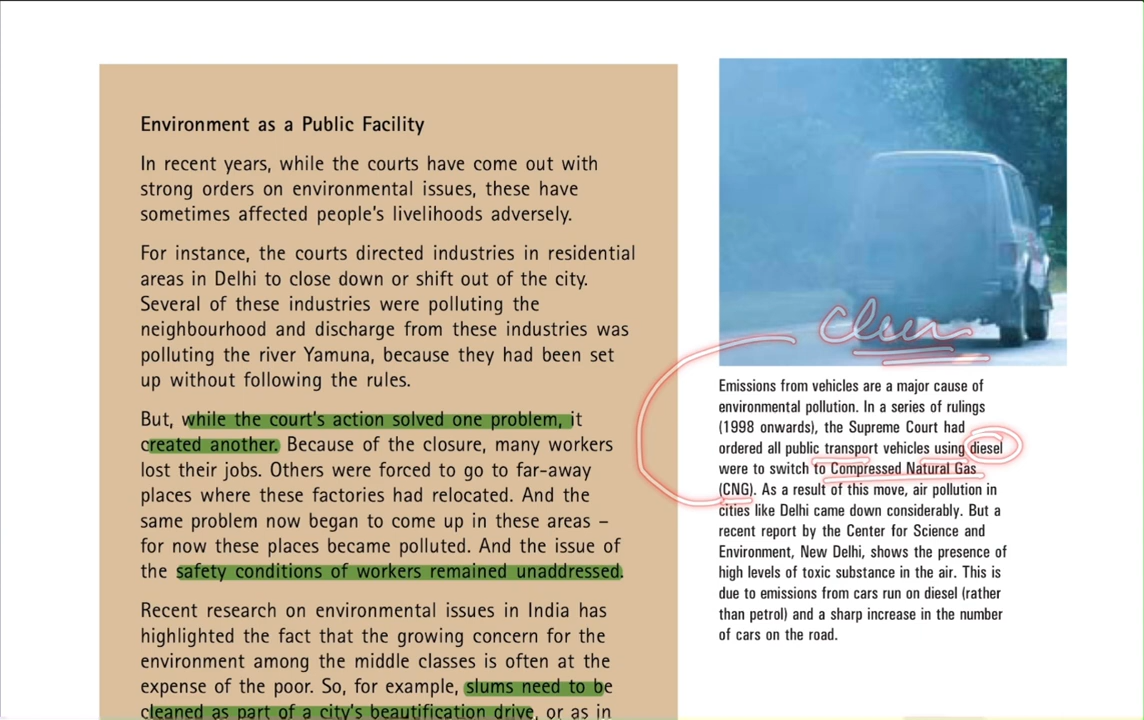 Environment as a Public Facility
In recent years, while the courts have come out with
strong orders on environmental issues, these have
sometimes affected people's livelihoods adversely.
For instance, the courts directed industries in residential
areas in Delhi to close down or shift out of the city.
Several of these industries were polluting the
neighbourhood and discharge from these industries was
polluting the river Yamuna, because they had been set
up without following the rules.
But, while the court's action solved one problem, it
created another. Because of the closure, many workers
lost their jobs. Others were forced to go to far-away
places where these factories had relocated. And the
same problem now began to come up in these areas –
for now these places became polluted. And the issue of
the safety conditions of workers remained unaddressed.
Recent research on environmental issues in India has
highlighted the fact that the growing concern for the
environment among the middle classes is often at the
expense of the poor. So, for example, slums need to be
cleaned as part of a city's beautification drive, or as in
Emissions from vehicles are a major cause of
environmental pollution. In a series of rulings
(1998 onwards), the Supreme Court had
ordered all public transport vehicles using diesel
were to switch to Compressed Natural Gas
(CNG). As a result of this move, air pollution in
cities like Delhi came down considerably. But a
recent report by the Center for Science and
Environment, New Delhi, shows the presence of
high levels of toxic substance in the air. This is
due to emissions from cars run on diesel (rather
than petrol) and a sharp increase in the number
of cars on the road.